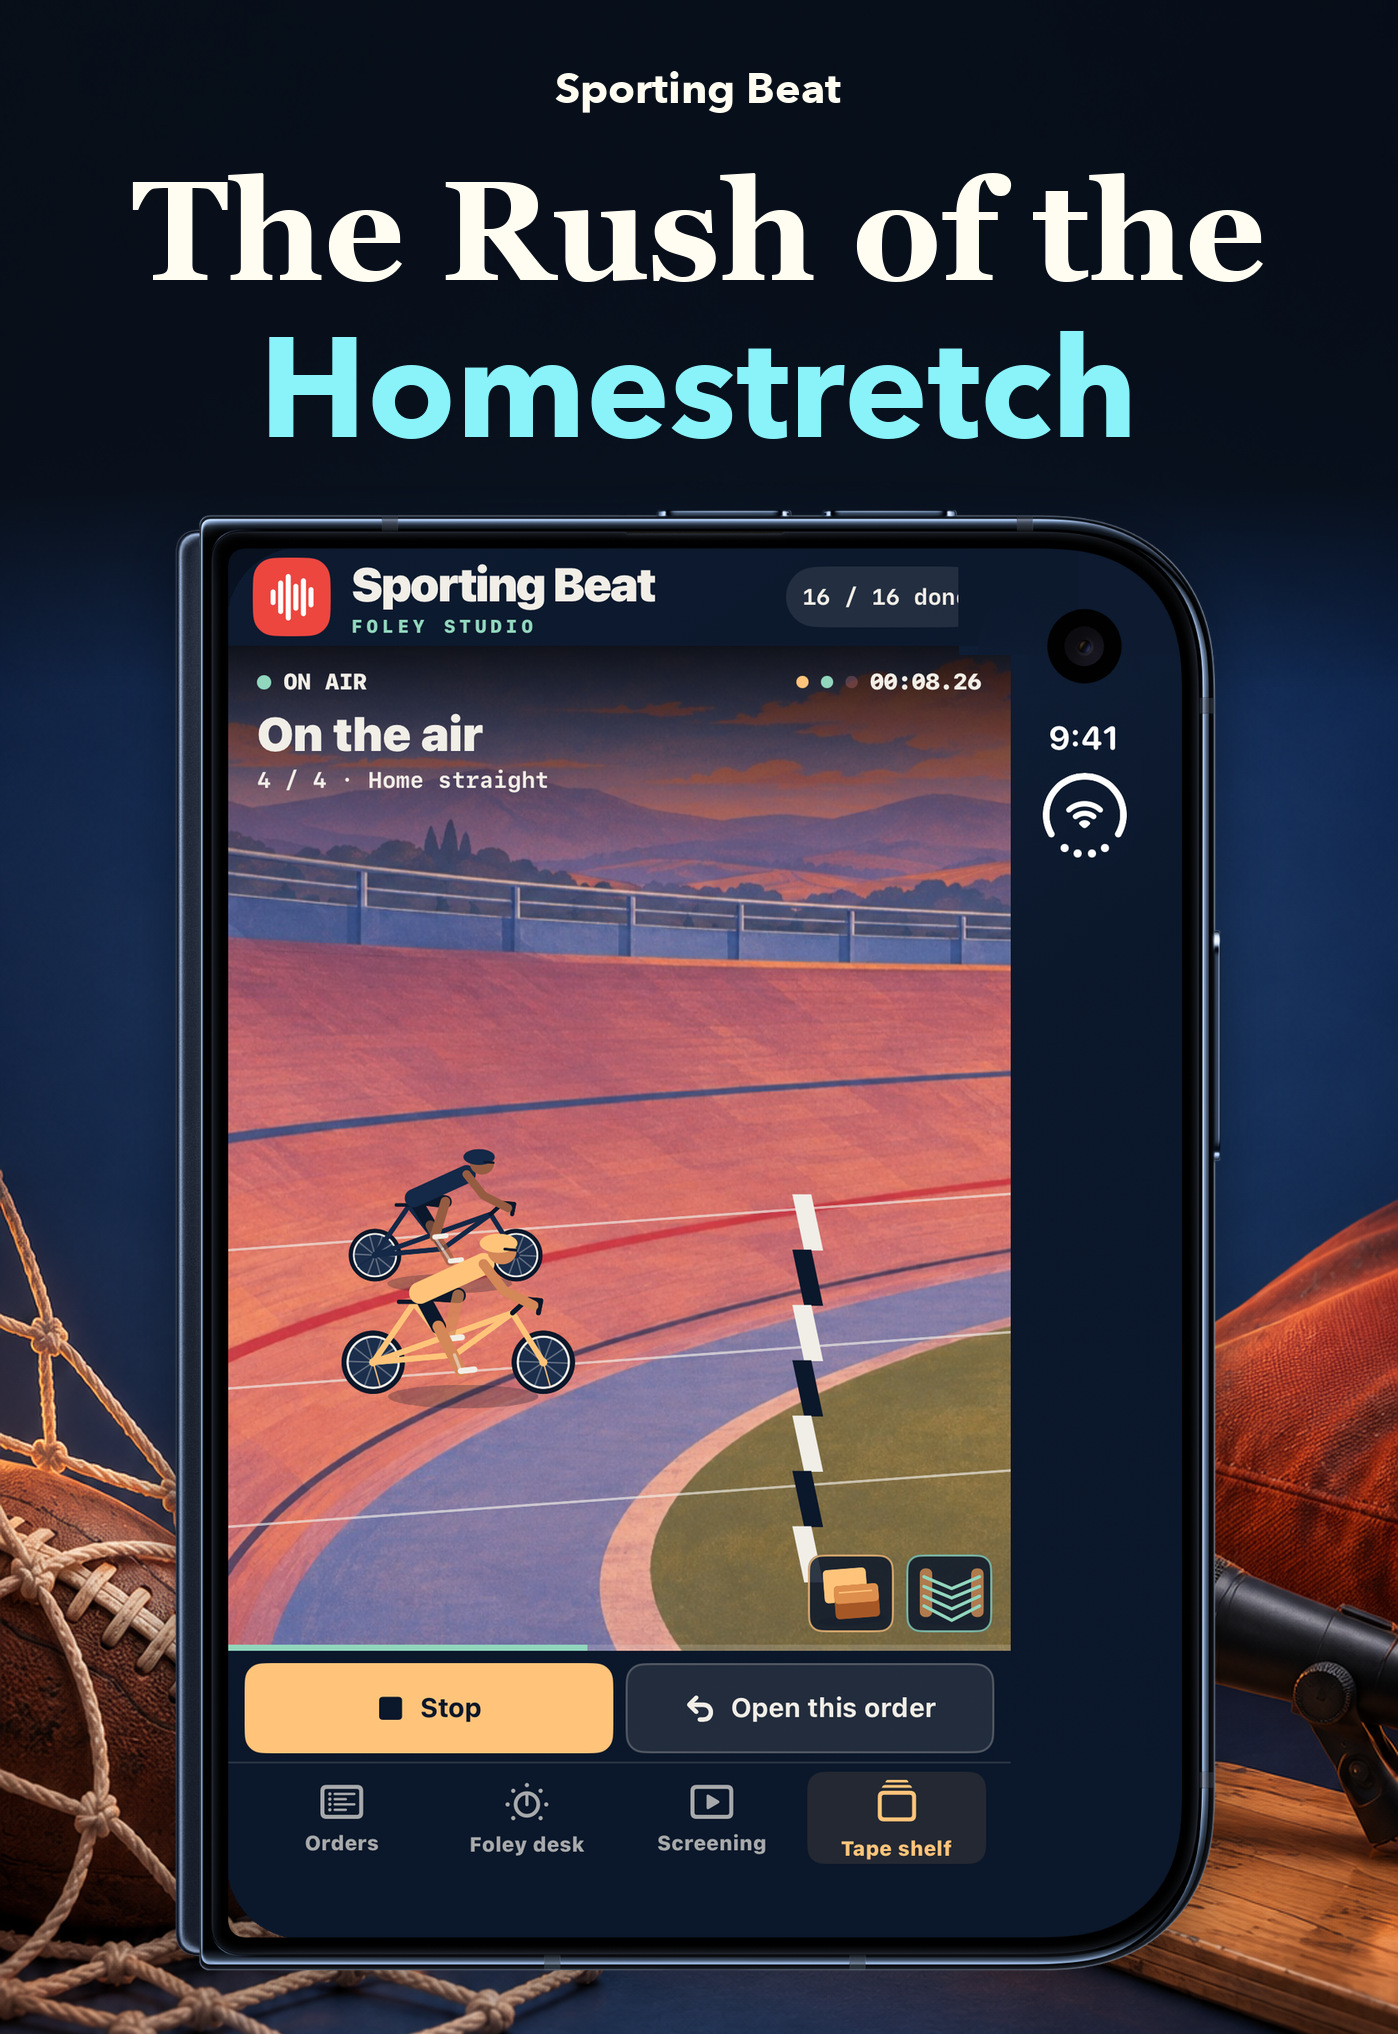 Sporting Beat
The Rush of the
Homestretch
Sporting Beat
FOLEY STUDIO
16 / 16
ON AIR
00:08.26
On the air
4 / 4 · Home straight
9:41
Stop
Open this order
Orders
Foley desk
Screening
Tape shelf